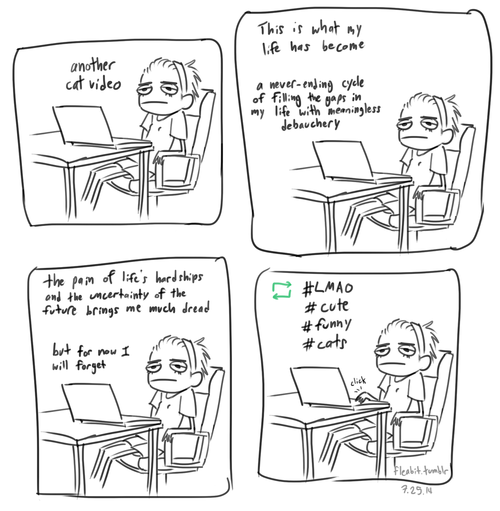 another
cat video
This is what my
life has become
a never-ending cycle
of filling the gaps in
my life with meaningless
debauchery
the pain of life's hardships
and the uncertainty of the
future brings me much dread
but for now I
will forget
#LMAO
#cute
#funny
#cats
click
fleabit.tumblr
7.29.14